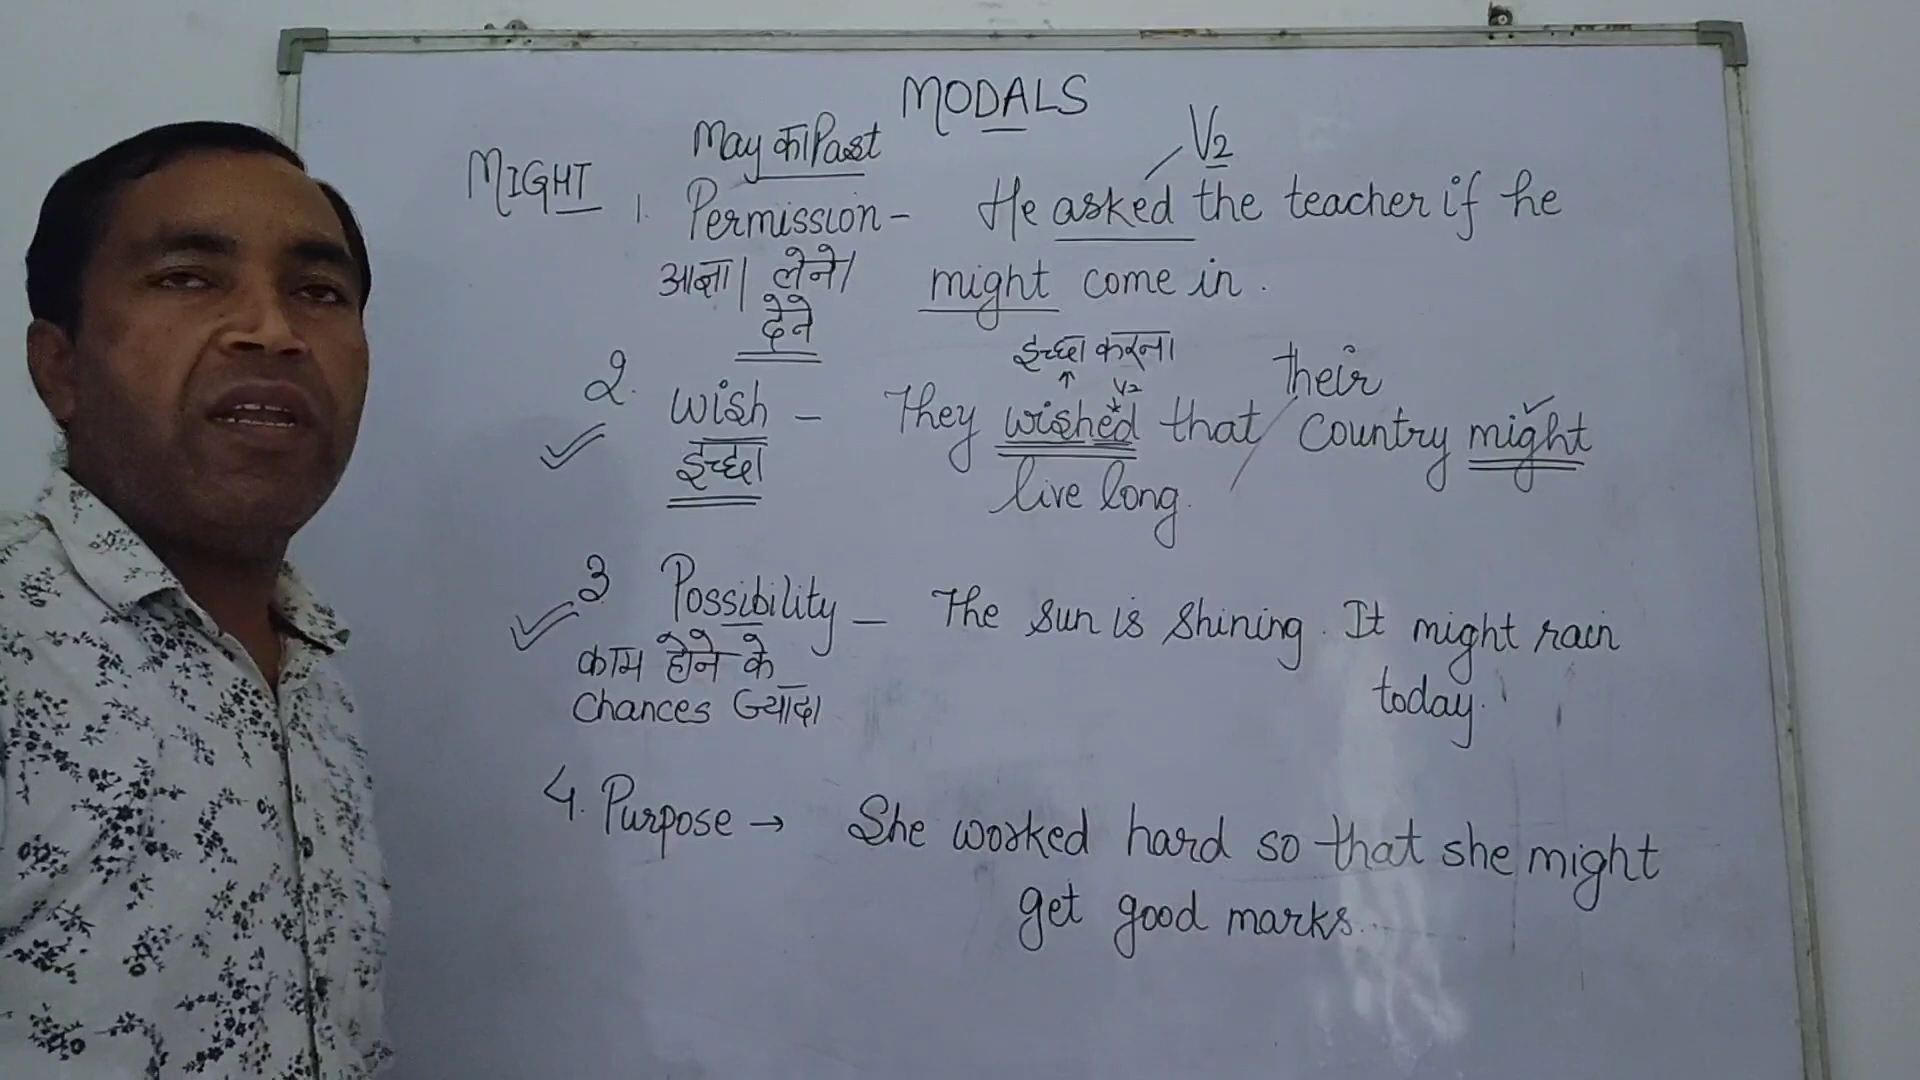 MODALS
MIGHT
May का Past
V2
1. Permission - He asked the teacher if he
आज्ञा / लेने /
देने
might come in.
इच्छा करना
V2
their
2. Wish - They wished that Country might
इच्छा
live long.
3 Possibility - The sun is shining. It might rain
today.
काम होने के
Chances ज्यादा
4. Purpose → She worked hard so that she might
get good marks.